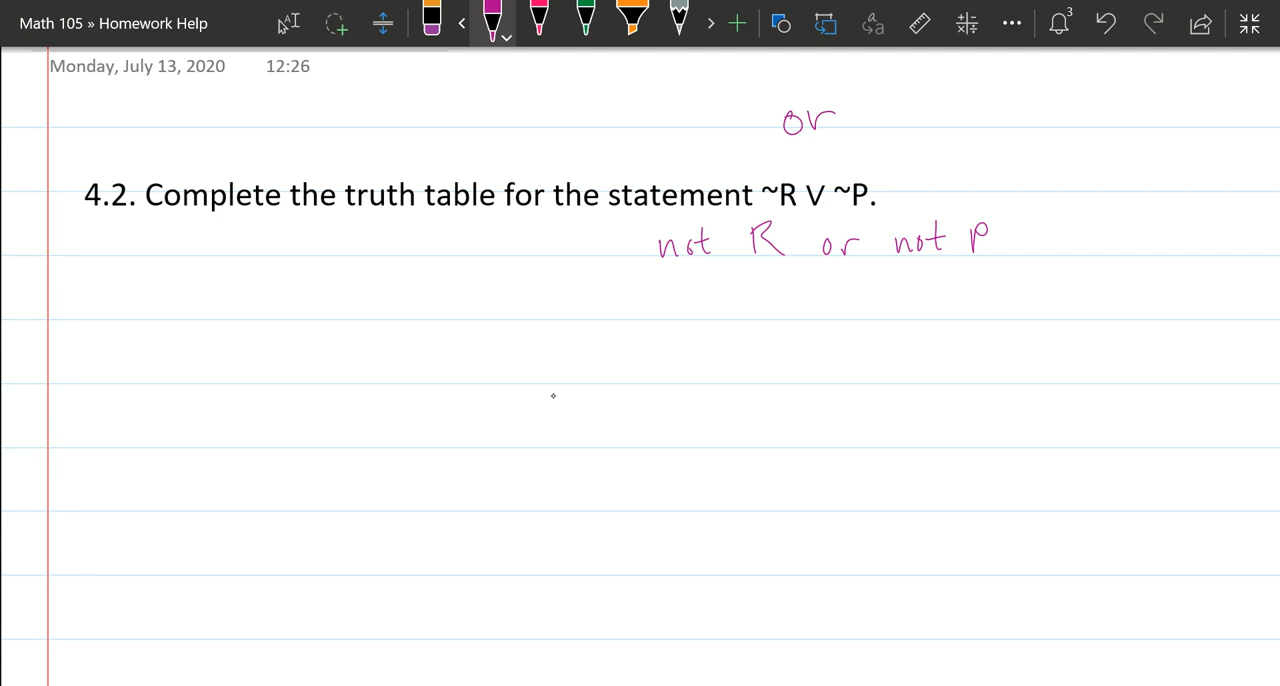 Math 105 » Homework Help
Monday, July 13, 2020 12:26
or
4.2. Complete the truth table for the statement ~R ∨ ~P.
not R or not P